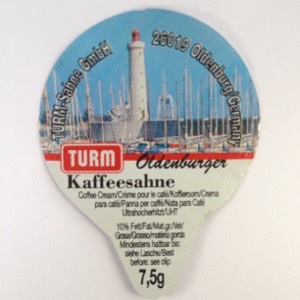 TURM-Sahne GmbH
26019 Oldenburg/Germany
TURM
Oldenburger
Kaffeesahne
Coffee Cream/Crème pour le café/Koffieroom/Crema
para café/Panna per caffè/Nata para Café
Ultrahocherhitzt/UHT
10% Fett/Fat/Mat.gr./Vet/
Grasa/Grasso/matéria gorda
Mindestens haltbar bis:
siehe Lasche/Best
before: see clip
7,5g